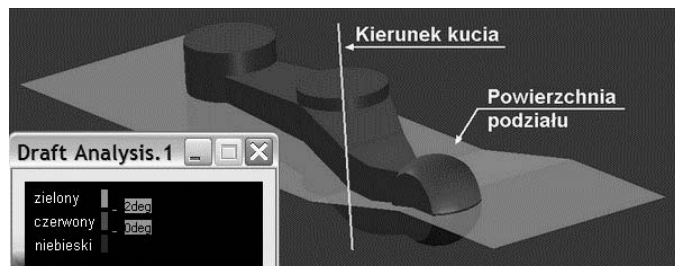 Kierunek kucia
Powierzchnia
podziału
Draft Analysis.1
zielony
2deg
czerwony
0deg
niebieski